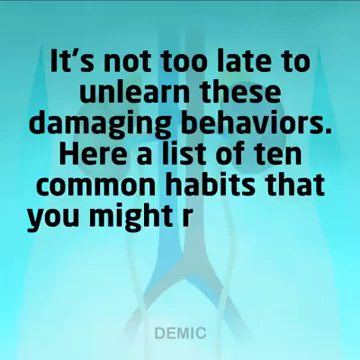 It's not too late to
unlearn these
damaging behaviors.
Here a list of ten
common habits that
you might r
DEMIC